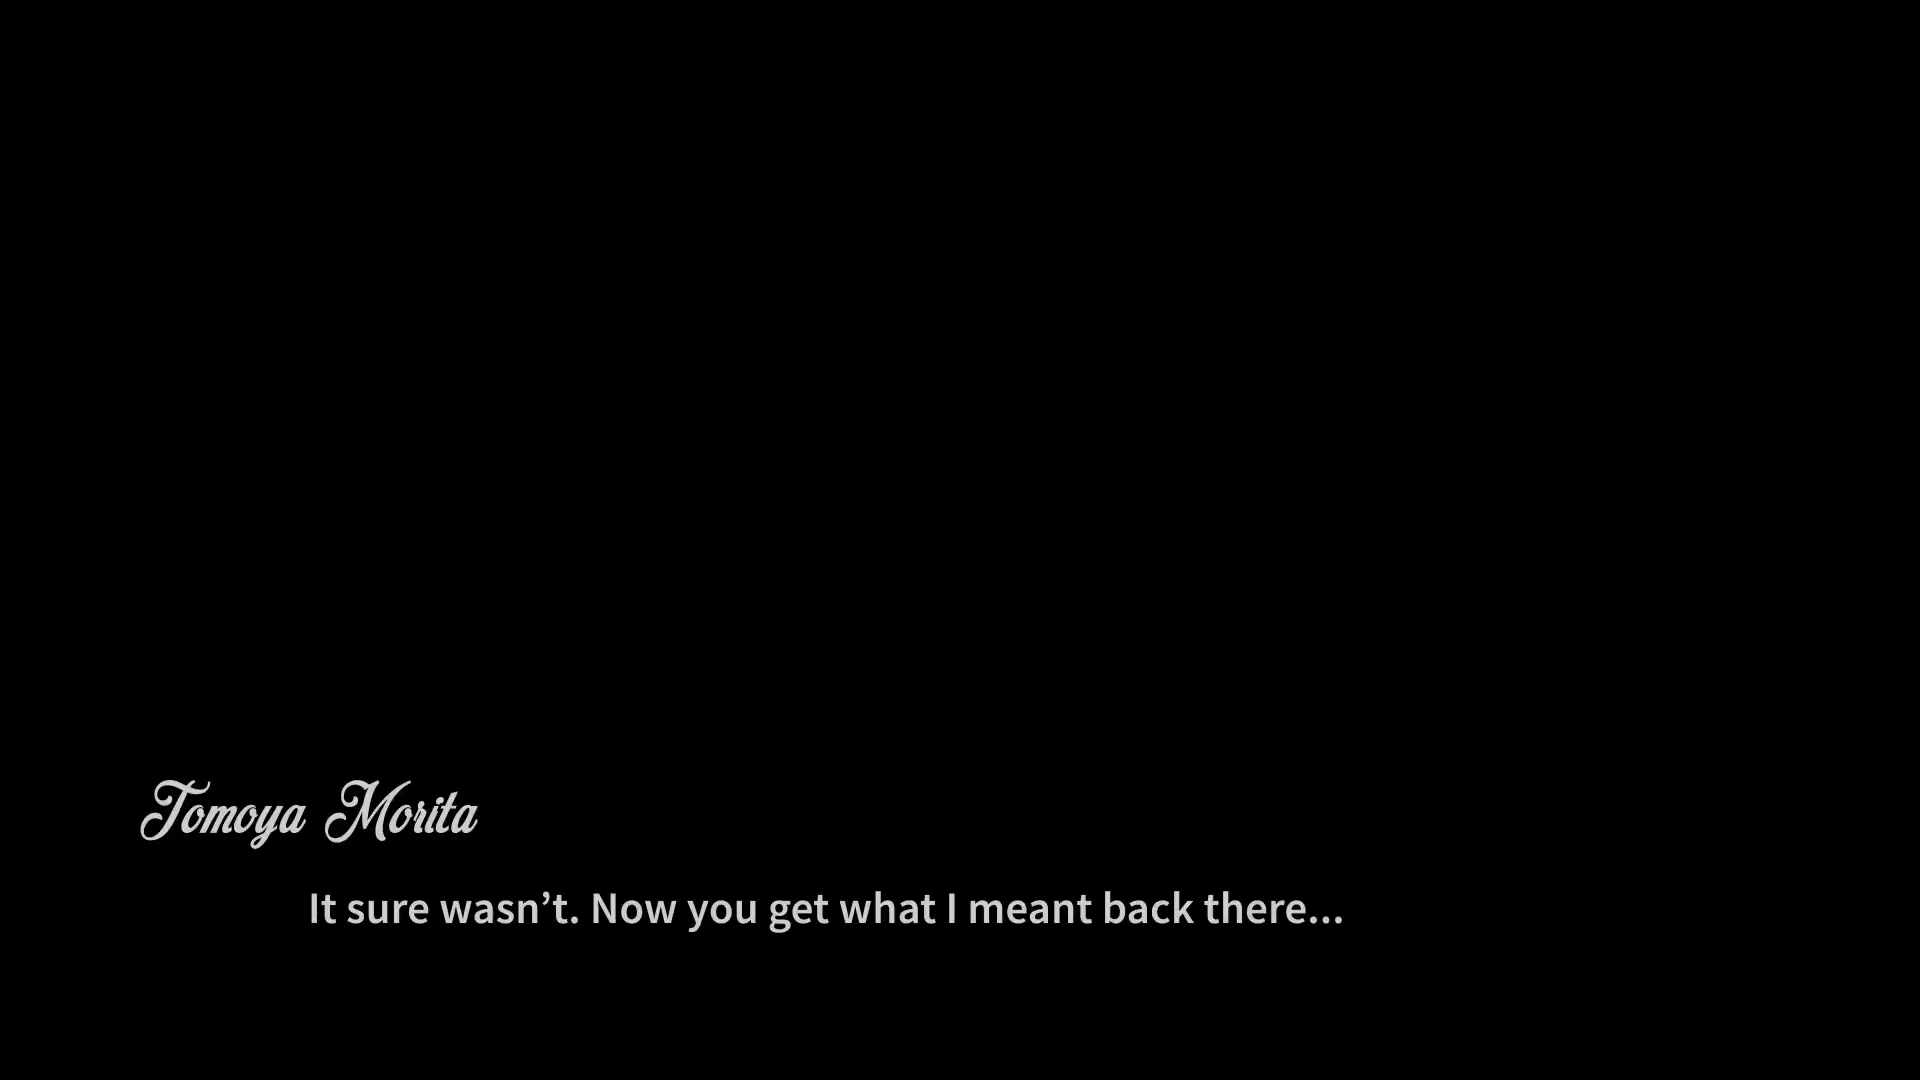 Tomoya Morita
It sure wasn’t. Now you get what I meant back there...